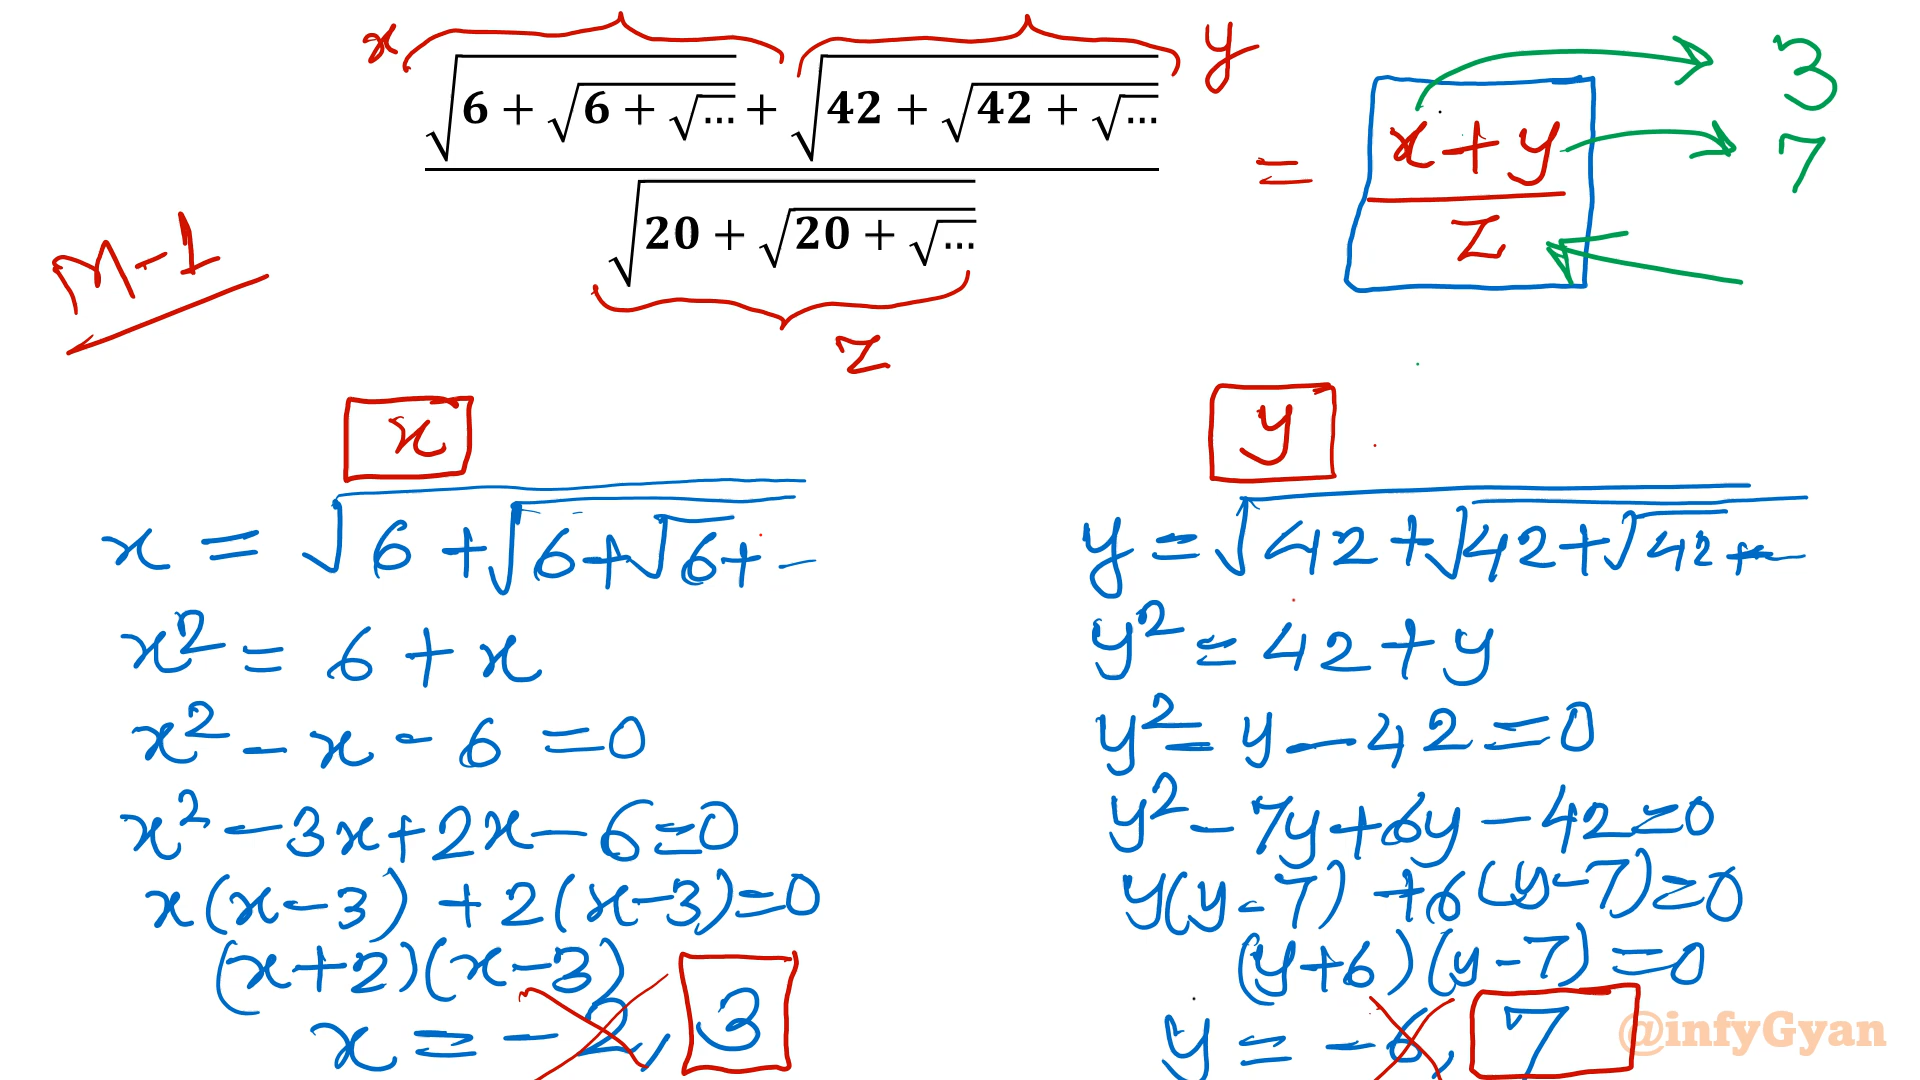 x y
√(6 + √(6 + √...)) + √(42 + √(42 + √...))
√(20 + √(20 + √...))
z
= x + y
z
3
7
M-1
x
x = √6 + √6 + √6 + -
x² = 6 + x
x² - x - 6 = 0
x² - 3x + 2x - 6 = 0
x(x-3) + 2(x-3) = 0
(x+2)(x-3)
x = -2, 3
y
y = √42 + √42 + √42 + -
y² = 42 + y
y² = y - 42 = 0
y² - 7y + 6y - 42 = 0
y(y-7) + 6(y-7) = 0
(y+6)(y-7) = 0
y = -6, 7
@infyGyan